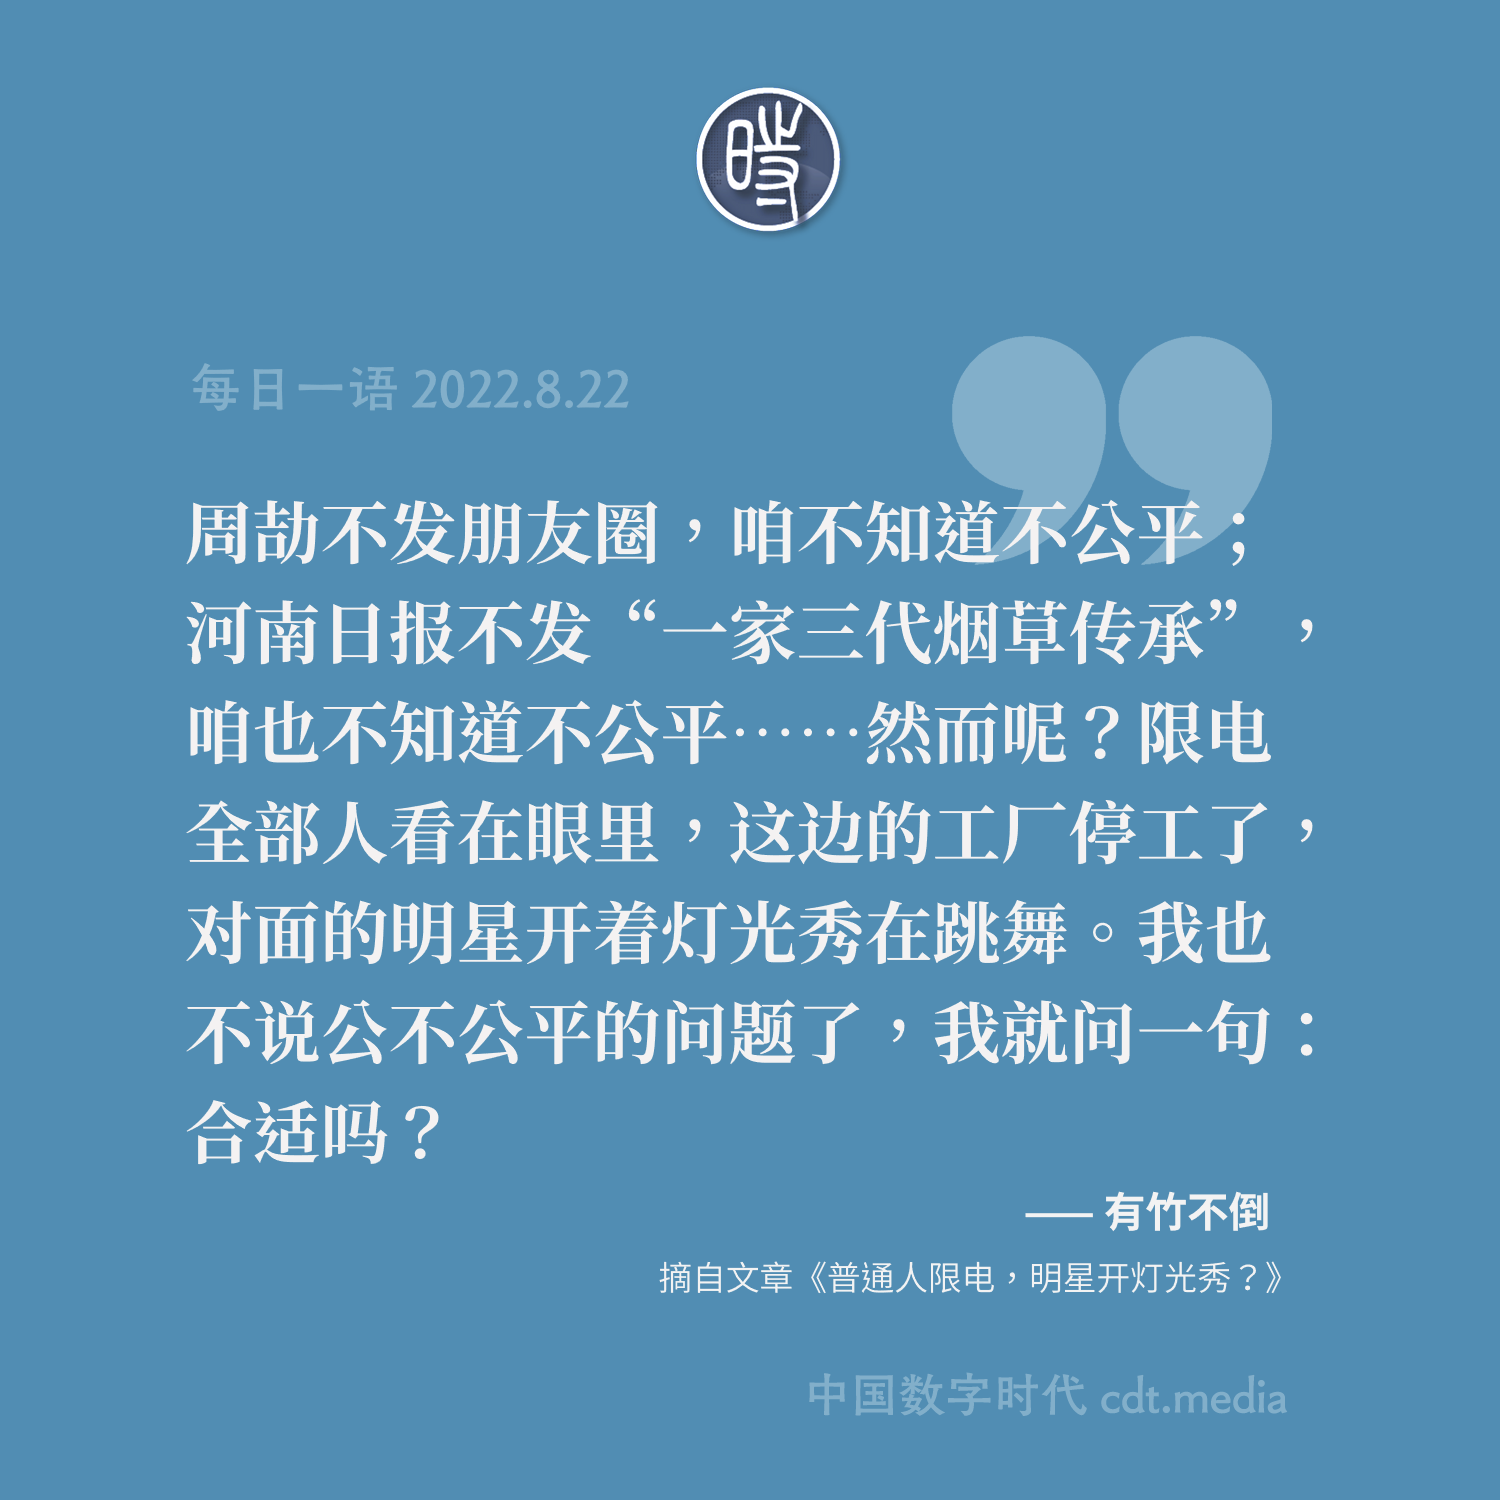 時
每日一语 2022.8.22
周劼不发朋友圈，咱不知道不公平；
河南日报不发“一家三代烟草传承”，
咱也不知道不公平……然而呢？限电
全部人看在眼里，这边的工厂停工了，
对面的明星开着灯光秀在跳舞。我也
不说公不公平的问题了，我就问一句：
合适吗？
—— 有竹不倒
摘自文章《普通人限电，明星开灯光秀？》
中国数字时代 cdt.media